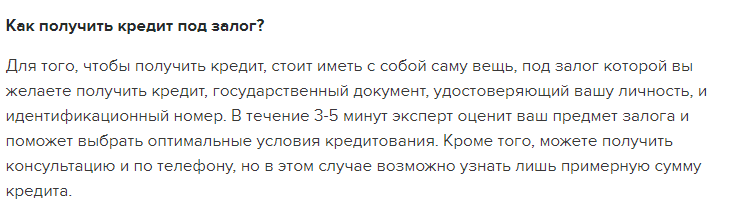 Как получить кредит под залог?
Для того, чтобы получить кредит, стоит иметь с собой саму вещь, под залог которой вы
желаете получить кредит, государственный документ, удостоверяющий вашу личность, и
идентификационный номер. В течение 3-5 минут эксперт оценит ваш предмет залога и
поможет выбрать оптимальные условия кредитования. Кроме того, можете получить
консультацию и по телефону, но в этом случае возможно узнать лишь примерную сумму
кредита.